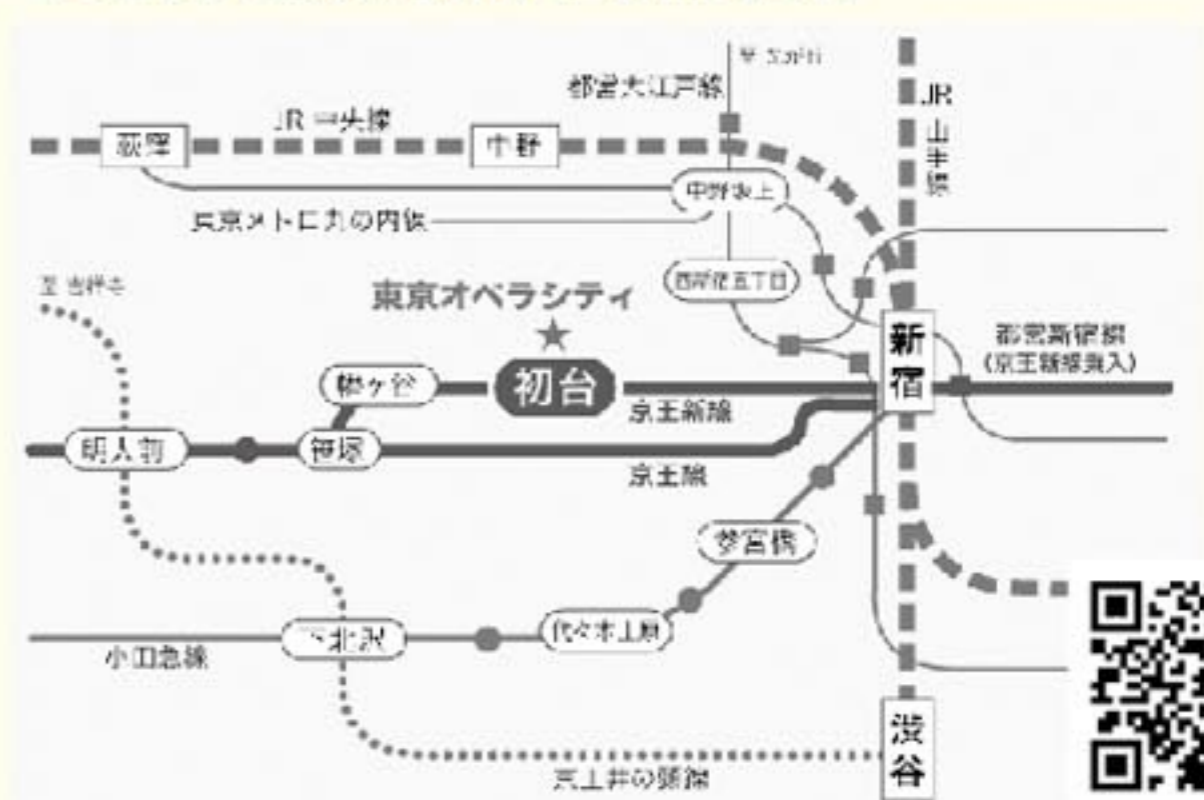 都営大江戸線
JR 山手線
JR 中央線
荻窪
中野
中野坂上
東京メトロ丸の内線
西新宿五丁目
至 吉祥寺
東京オペラシティ
新宿
都営新宿線
(京王新線乗入)
幡ヶ谷
初台
京王新線
明大前
笹塚
京王線
参宮橋
代々木上原
下北沢
小田急線
渋谷
京王井の頭線